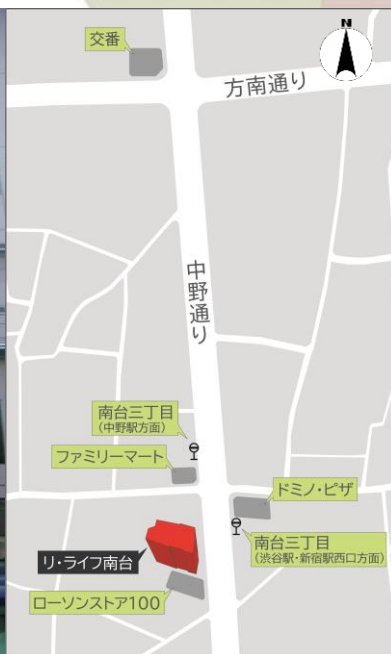 交番
N
方南通り
中野通り
南台三丁目
(中野駅方面)
ファミリーマート
ドミノ・ピザ
南台三丁目
(渋谷駅・新宿駅西口方面)
リ・ライフ南台
ローソンストア100